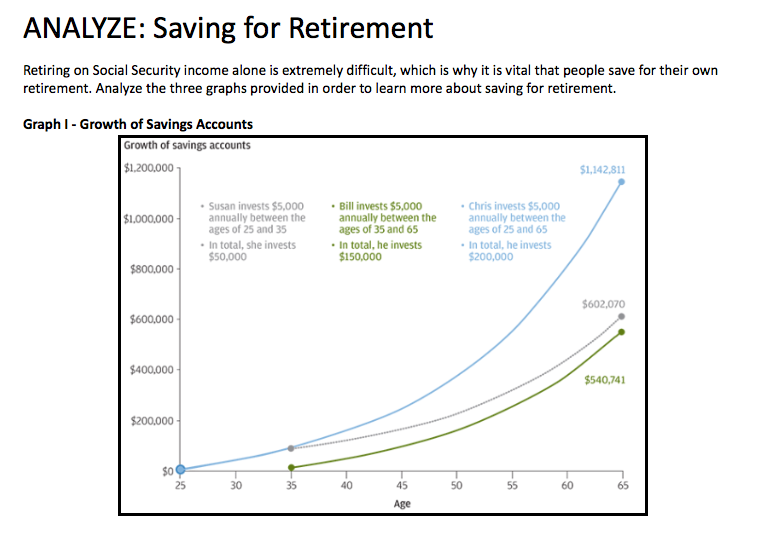 ANALYZE: Saving for Retirement
Retiring on Social Security income alone is extremely difficult, which is why it is vital that people save for their own
retirement. Analyze the three graphs provided in order to learn more about saving for retirement.
Graph I - Growth of Savings Accounts
Growth of savings accounts
$1,200,000
$1,142,811
• Susan invests $5,000
annually between the
ages of 25 and 35
• In total, she invests
$50,000
• Bill invests $5,000
annually between the
ages of 35 and 65
• In total, he invests
$150,000
• Chris invests $5,000
annually between the
ages of 25 and 65
• In total, he invests
$200,000
$1,000,000
$800,000
$602,070
$600,000
$400,000
$540,741
$200,000
$0
25 30 35 40 45 50 55 60 65
Age